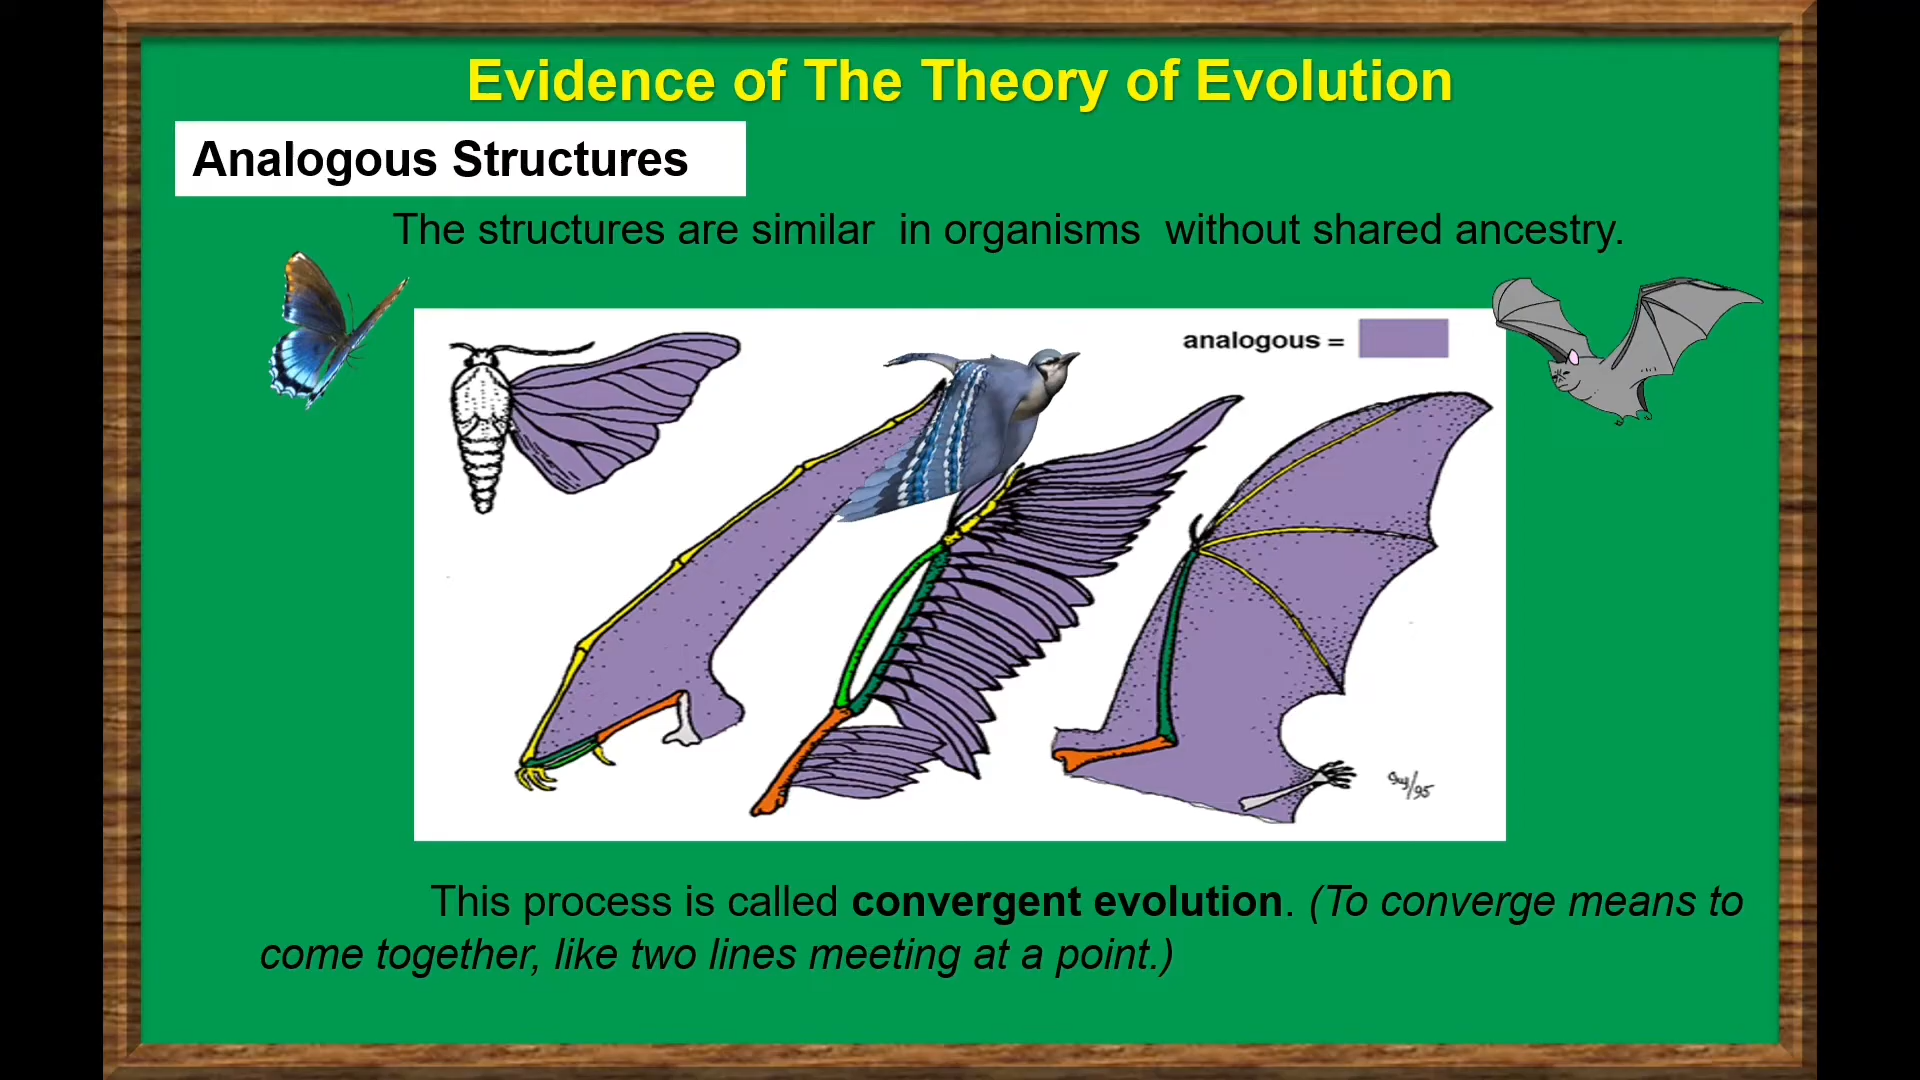 Evidence of The Theory of Evolution
Analogous Structures
The structures are similar in organisms without shared ancestry.
analogous =
This process is called convergent evolution. (To converge means to
come together, like two lines meeting at a point.)